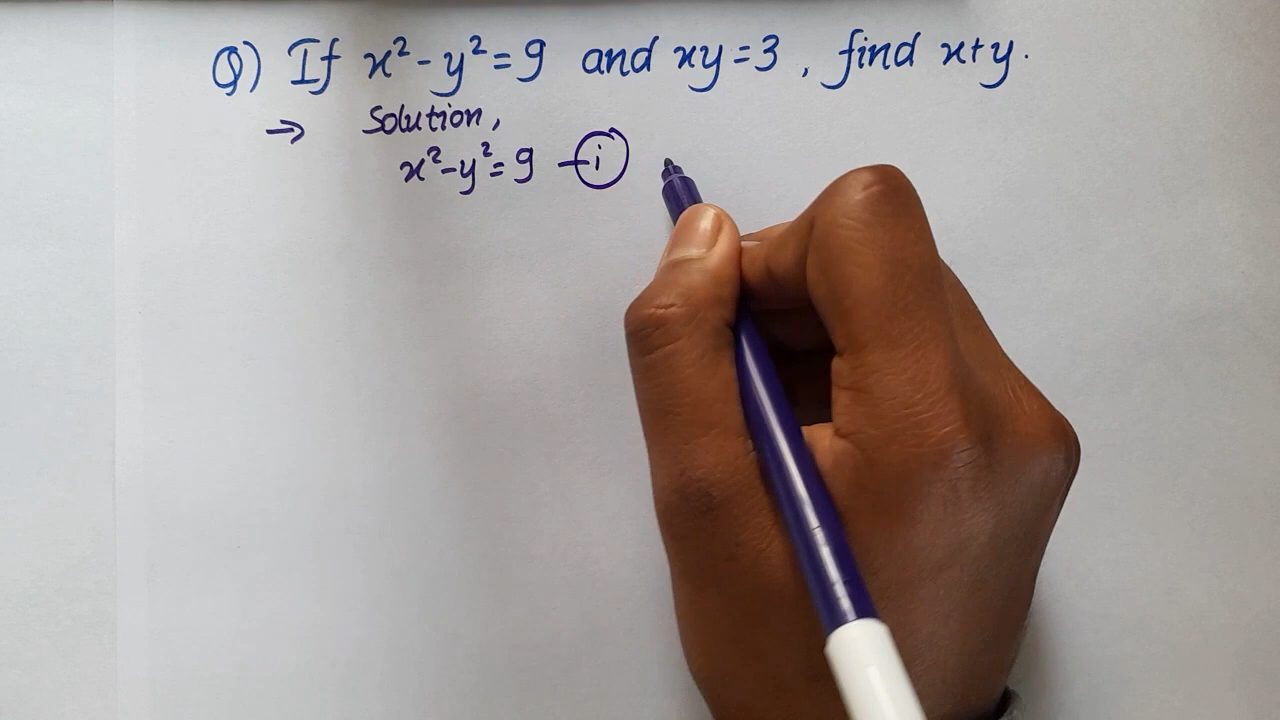 Q) If x²-y²=9 and xy=3, find x+y.
→ Solution,
x²-y²=9 —ⓘ